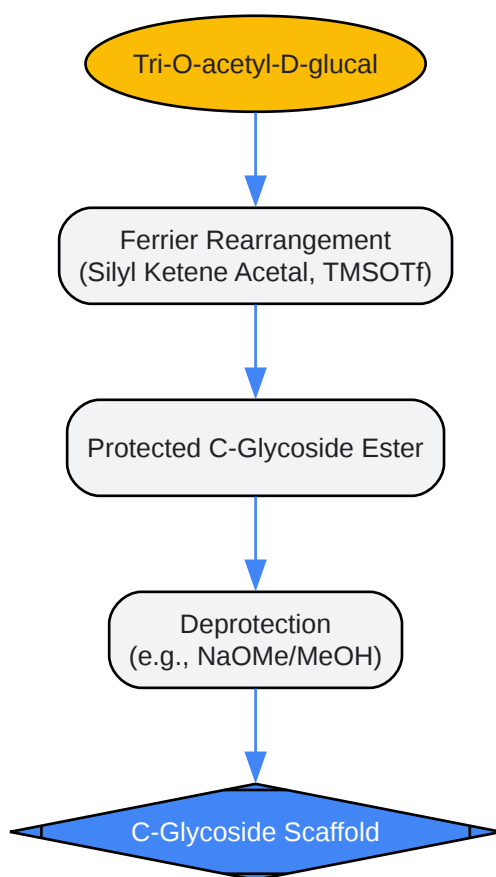 Tri-O-acetyl-D-glucal
Ferrier Rearrangement
(Silyl Ketene Acetal, TMSOTf)
Protected C-Glycoside Ester
Deprotection
(e.g., NaOMe/MeOH)
C-Glycoside Scaffold